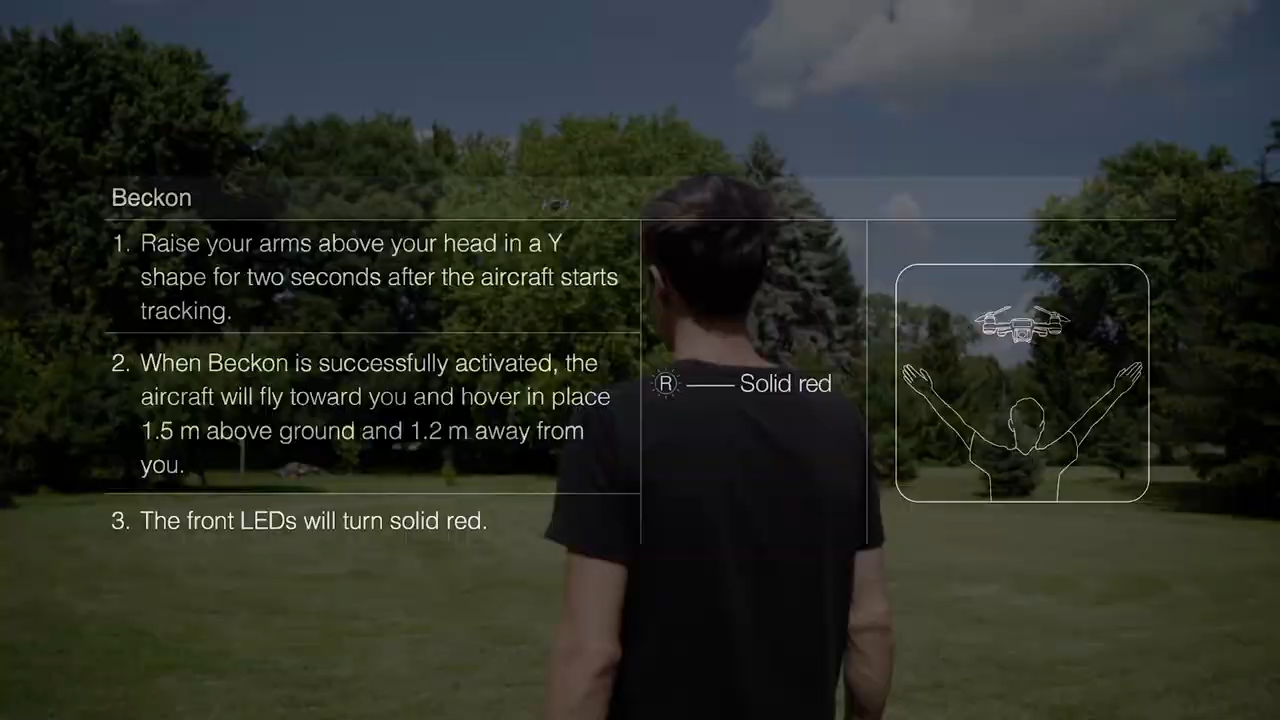 Beckon
1. Raise your arms above your head in a Y
shape for two seconds after the aircraft starts
tracking.
2. When Beckon is successfully activated, the
aircraft will fly toward you and hover in place
1.5 m above ground and 1.2 m away from
you.
R Solid red
3. The front LEDs will turn solid red.